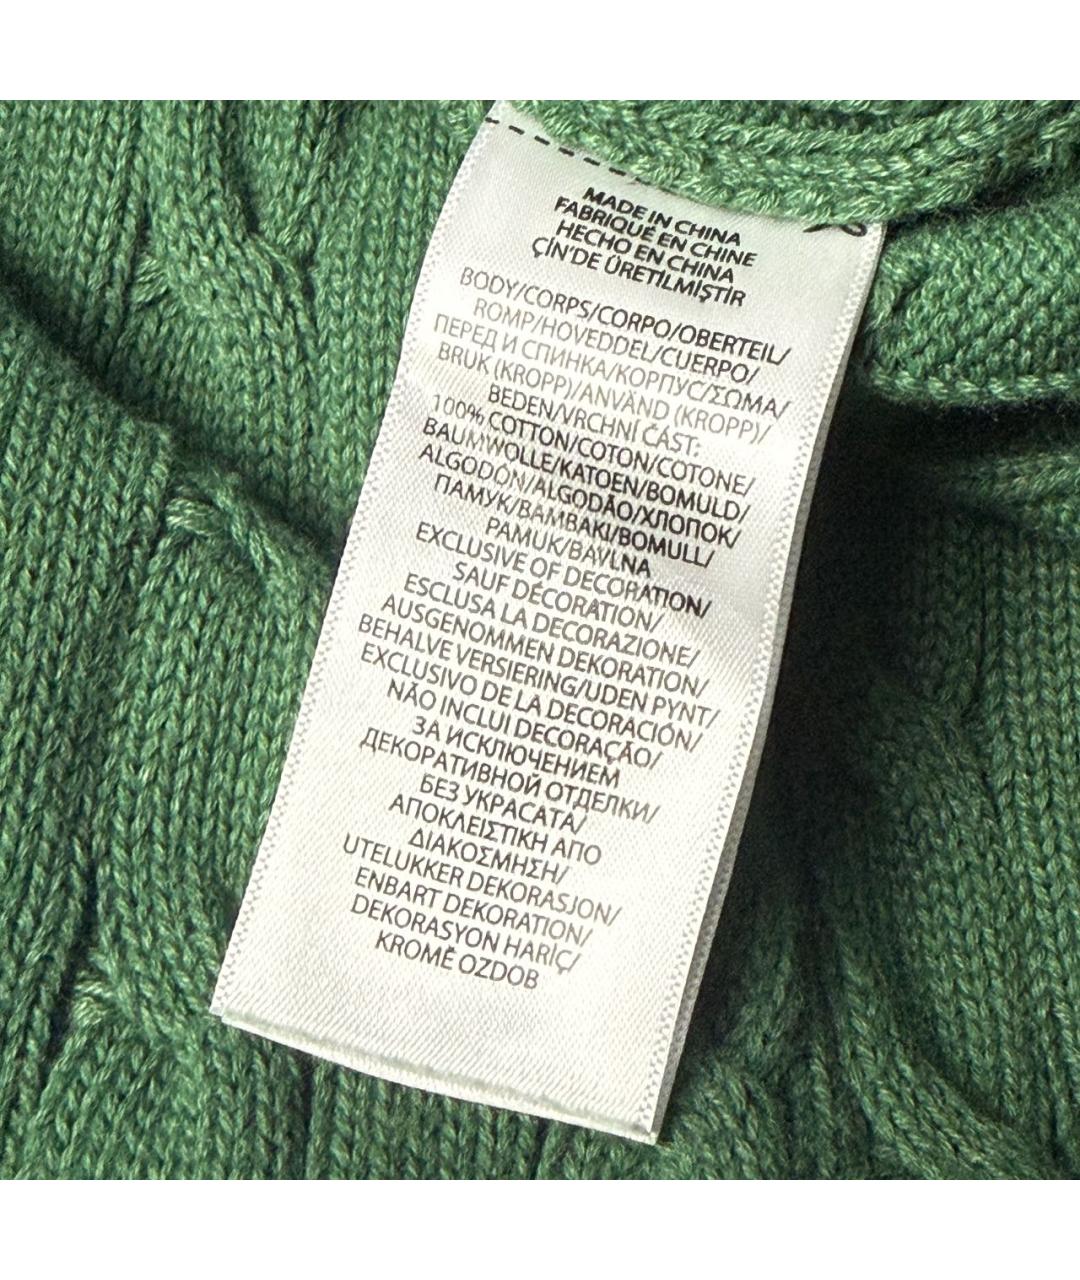 MADE IN CHINA
FABRIQUÉ EN CHINE
HECHO EN CHINA
ÇİN'DE ÜRETİLMİŞTİR
BODY/CORPS/CORPO/OBERTEIL/
ROMP/HOVEDDEL/CUERPO/
ПЕРЕД И СПИНКА/КОРПУС/ΣΩΜΑ/
BRUK (KROPP)/ANVÄND (KROPP)/
BEDEN/VRCHNÍ ČÁST:
100% COTTON/COTON/COTONE/
BAUMWOLLE/KATOEN/BOMULD/
ALGODÓN/ALGODÃO/ХЛОПОК/
ПАМУК/ΒΑΜΒΑΚΙ/BOMULL/
PAMUK/BAVLNA
EXCLUSIVE OF DECORATION/
SAUF DÉCORATION/
ESCLUSA LA DECORAZIONE/
AUSGENOMMEN DEKORATION/
BEHALVE VERSIERING/UDEN PYNT/
EXCLUSIVO DE LA DECORACIÓN/
NÃO INCLUI DECORAÇÃO/
ЗА ИСКЛЮЧЕНИЕМ
ДЕКОРАТИВНОЙ ОТДЕЛКИ/
БЕЗ УКРАСАТА/
ΑΠΟΚΛΕΙΣΤΙΚΗ ΑΠΟ
ΔΙΑΚΟΣΜΗΣΗ/
UTELUKKER DEKORASJON/
ENBART DEKORATION/
DEKORASYON HARİÇ/
KROMĚ OZDOB